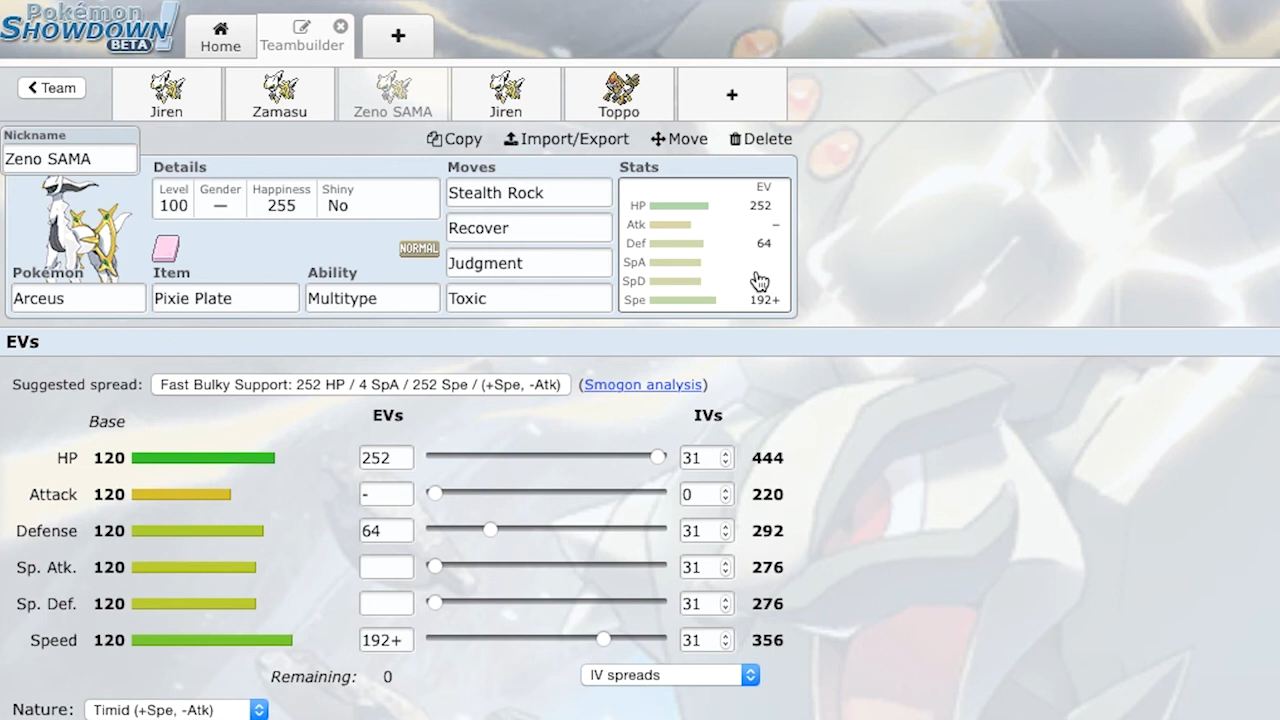 Pokémon
SHOWDOWN!
BETA
Home
Teambuilder
+
Team
Jiren
Zamasu
Zeno SAMA
Jiren
Toppo
+
Nickname
Zeno SAMA
Copy
Import/Export
Move
Delete
Details
Level
100
Gender
—
Happiness
255
Shiny
No
NORMAL
Pokémon
Arceus
Item
Pixie Plate
Ability
Multitype
Moves
Stealth Rock
Recover
Judgment
Toxic
Stats
EV
HP 252
Atk –
Def 64
SpA
SpD
Spe 192+
EVs
Suggested spread: Fast Bulky Support: 252 HP / 4 SpA / 252 Spe / (+Spe, -Atk) (Smogon analysis)
Base EVs IVs
HP 120 252 31 444
Attack 120 - 0 220
Defense 120 64 31 292
Sp. Atk. 120 31 276
Sp. Def. 120 31 276
Speed 120 192+ 31 356
Remaining: 0 IV spreads
Nature: Timid (+Spe, -Atk)